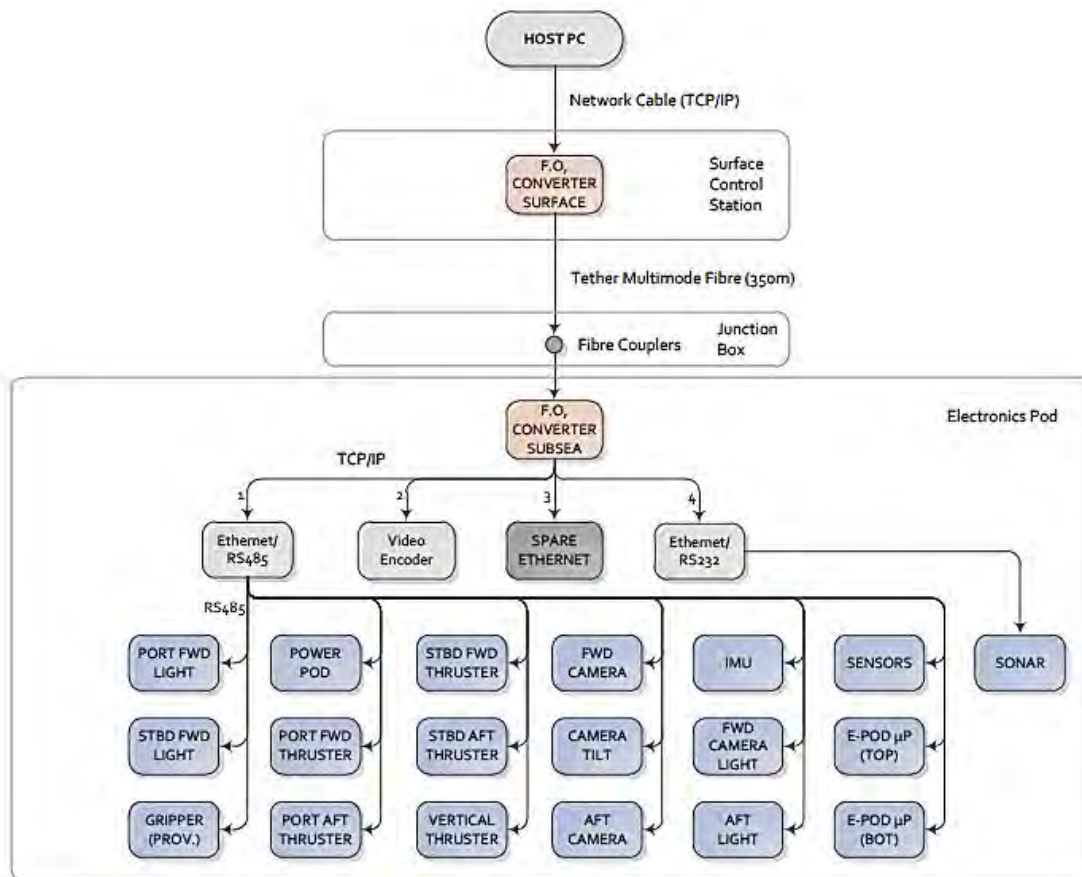 HOST PC
Network Cable (TCP/IP)
F.O,
CONVERTER
SURFACE
Surface
Control
Station
Tether Multimode Fibre (350m)
Fibre Couplers
Junction
Box
F.O,
CONVERTER
SUBSEA
Electronics Pod
TCP/IP
1
2
3
4
Ethernet/
RS485
Video
Encoder
SPARE
ETHERNET
Ethernet/
RS232
RS485
PORT FWD
LIGHT
POWER
POD
STBD FWD
THRUSTER
FWD
CAMERA
IMU
SENSORS
SONAR
STBD FWD
LIGHT
PORT FWD
THRUSTER
STBD AFT
THRUSTER
CAMERA
TILT
FWD
CAMERA
LIGHT
E-POD µP
(TOP)
GRIPPER
(PROV.)
PORT AFT
THRUSTER
VERTICAL
THRUSTER
AFT
CAMERA
AFT
LIGHT
E-POD µP
(BOT)